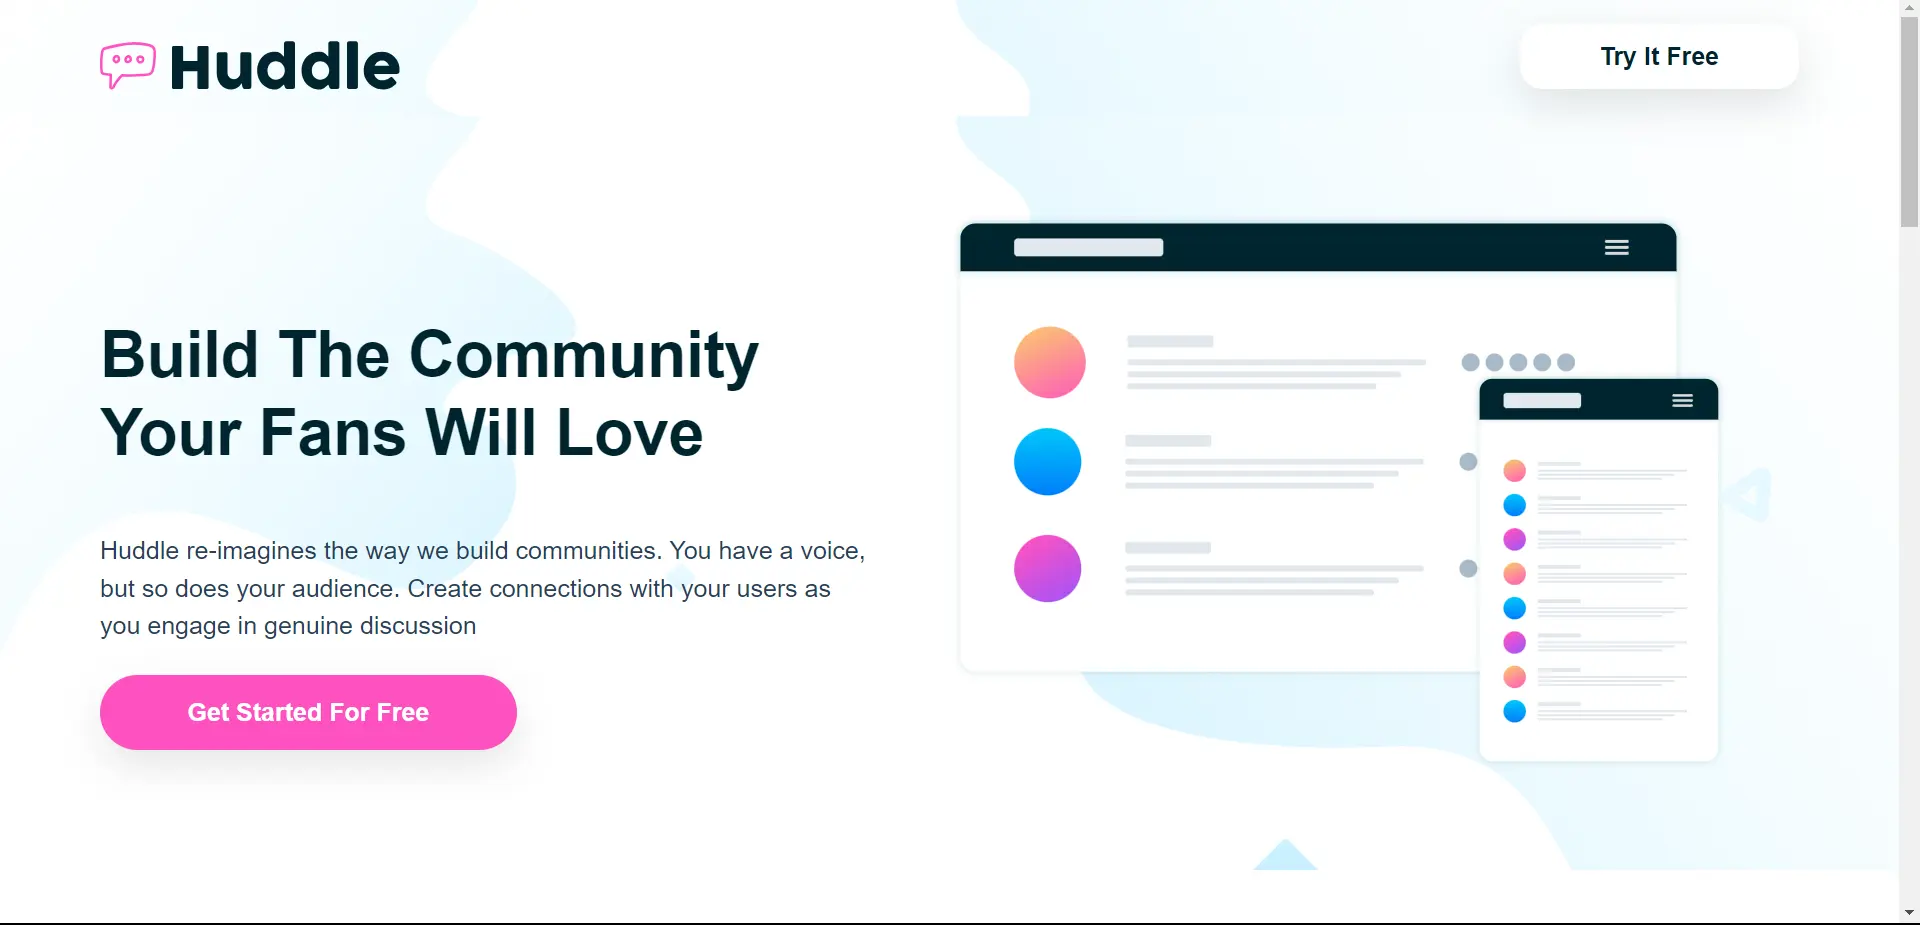 Huddle
Try It Free
Build The Community
Your Fans Will Love
Huddle re-imagines the way we build communities. You have a voice,
but so does your audience. Create connections with your users as
you engage in genuine discussion
Get Started For Free